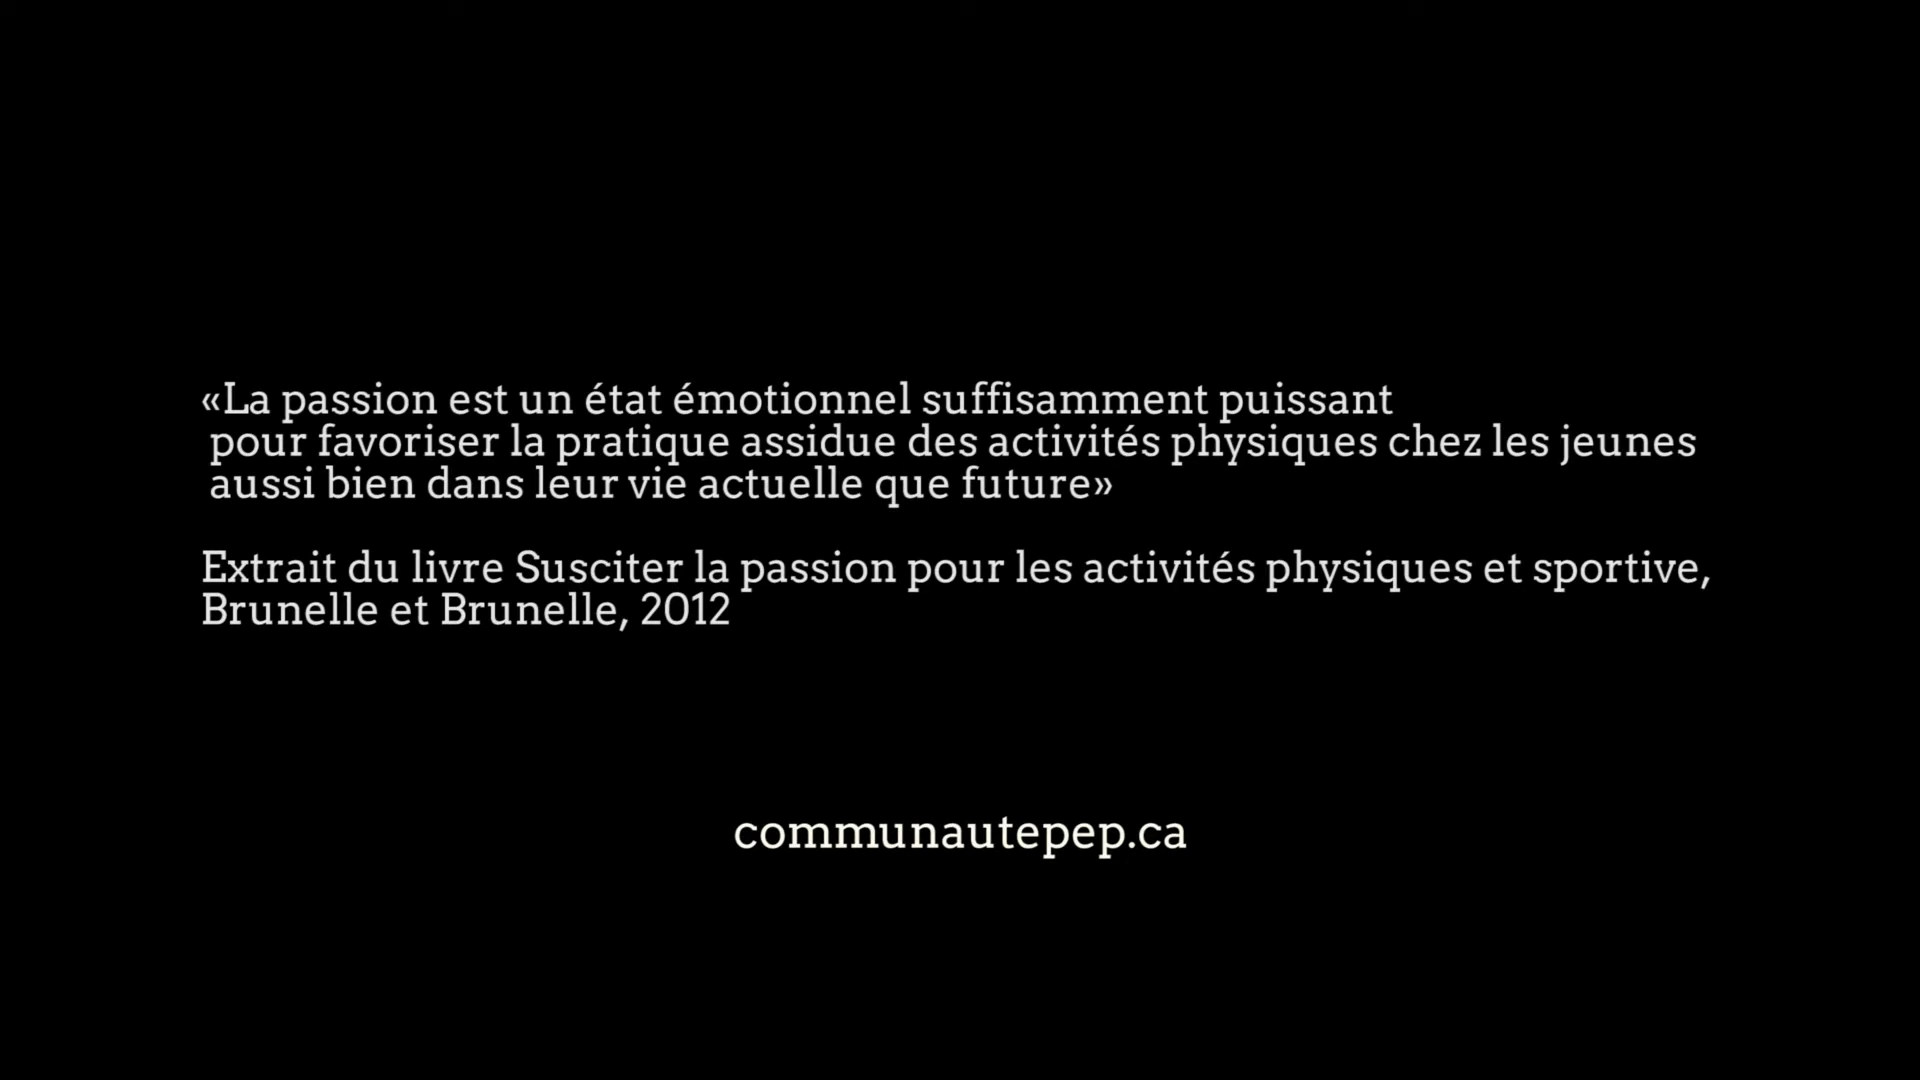 «La passion est un état émotionnel suffisamment puissant
pour favoriser la pratique assidue des activités physiques chez les jeunes
aussi bien dans leur vie actuelle que future»
Extrait du livre Susciter la passion pour les activités physiques et sportive,
Brunelle et Brunelle, 2012
communautepep.ca